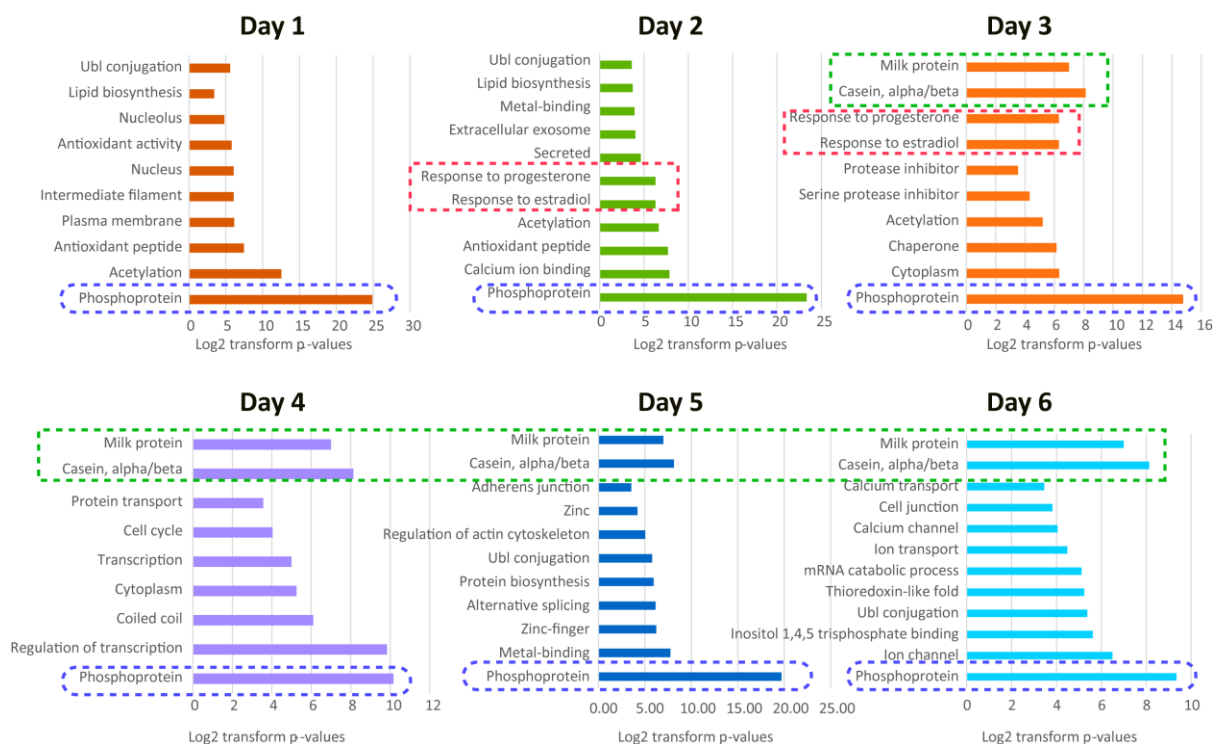 Day 1
Ubl conjugation
Lipid biosynthesis
Nucleolus
Antioxidant activity
Nucleus
Intermediate filament
Plasma membrane
Antioxidant peptide
Acetylation
Phosphoprotein
0 5 10 15 20 25 30
Log2 transform p-values
Day 2
Ubl conjugation
Lipid biosynthesis
Metal-binding
Extracellular exosome
Secreted
Response to progesterone
Response to estradiol
Acetylation
Antioxidant peptide
Calcium ion binding
Phosphoprotein
0 5 10 15 20 25
Log2 transform p-values
Day 3
Milk protein
Casein, alpha/beta
Response to progesterone
Response to estradiol
Protease inhibitor
Serine protease inhibitor
Acetylation
Chaperone
Cytoplasm
Phosphoprotein
0 2 4 6 8 10 12 14 16
Log2 transform p-values
Day 4
Milk protein
Casein, alpha/beta
Protein transport
Cell cycle
Transcription
Cytoplasm
Coiled coil
Regulation of transcription
Phosphoprotein
0 2 4 6 8 10 12
Log2 transform p-values
Day 5
Milk protein
Casein, alpha/beta
Adherens junction
Zinc
Regulation of actin cytoskeleton
Ubl conjugation
Protein biosynthesis
Alternative splicing
Zinc-finger
Metal-binding
Phosphoprotein
0.00 5.00 10.00 15.00 20.00 25.00
Log2 transform p-values
Day 6
Milk protein
Casein, alpha/beta
Calcium transport
Cell junction
Calcium channel
Ion transport
mRNA catabolic process
Thioredoxin-like fold
Ubl conjugation
Inositol 1,4,5 trisphosphate binding
Ion channel
Phosphoprotein
0 2 4 6 8 10
Log2 transform p-values